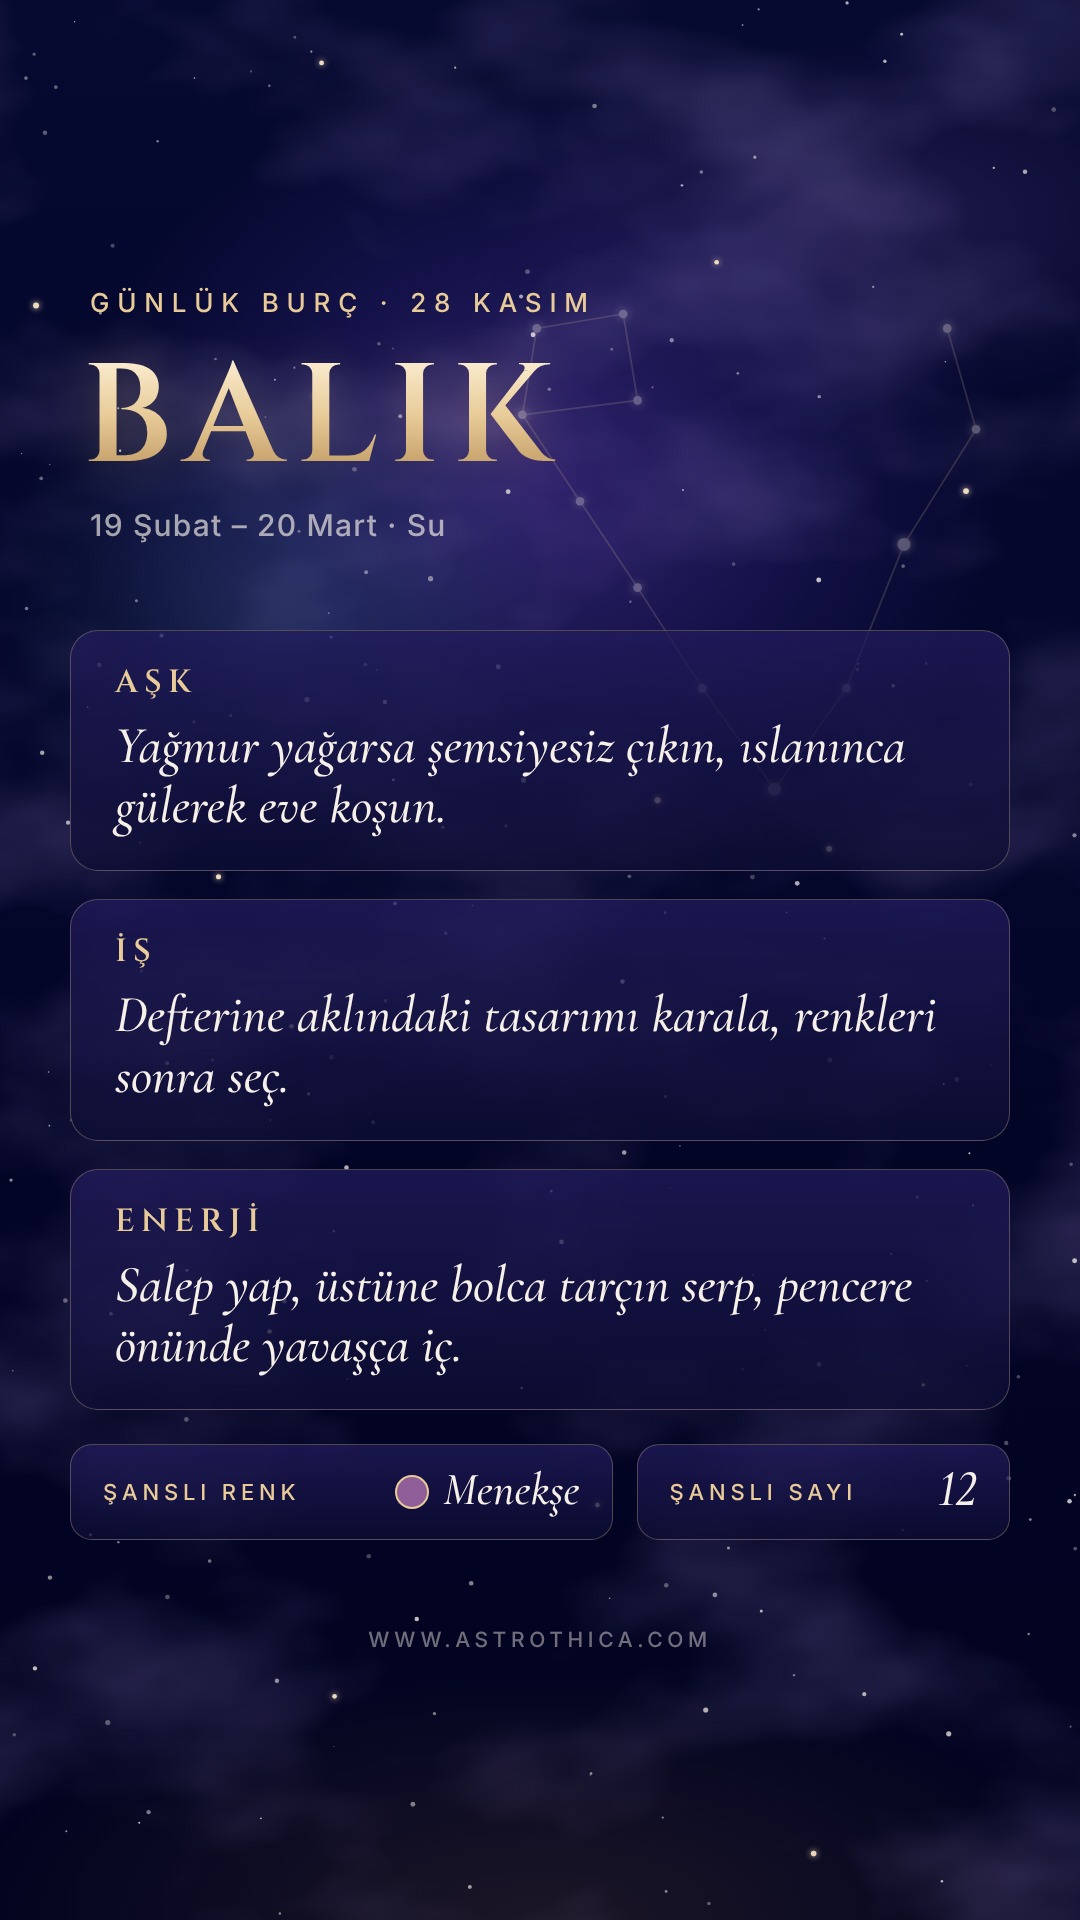 GÜNLÜK BURÇ · 28 KASIM
BALIK
19 Şubat – 20 Mart · Su
AŞK
Yağmur yağarsa şemsiyesiz çıkın, ıslanınca
gülerek eve koşun.
İŞ
Defterine aklındaki tasarımı karala, renkleri
sonra seç.
ENERJİ
Salep yap, üstüne bolca tarçın serp, pencere
önünde yavaşça iç.
ŞANSLI RENK Menekşe
ŞANSLI SAYI 12
WWW.ASTROTHICA.COM